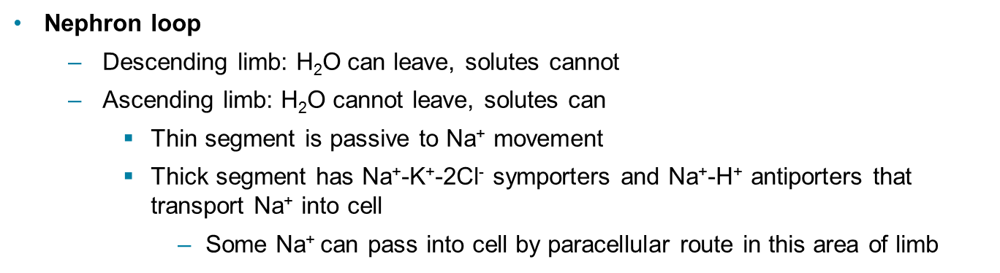 • Nephron loop
– Descending limb: H₂O can leave, solutes cannot
– Ascending limb: H₂O cannot leave, solutes can
▪ Thin segment is passive to Na⁺ movement
▪ Thick segment has Na⁺-K⁺-2Cl⁻ symporters and Na⁺-H⁺ antiporters that
transport Na⁺ into cell
– Some Na⁺ can pass into cell by paracellular route in this area of limb